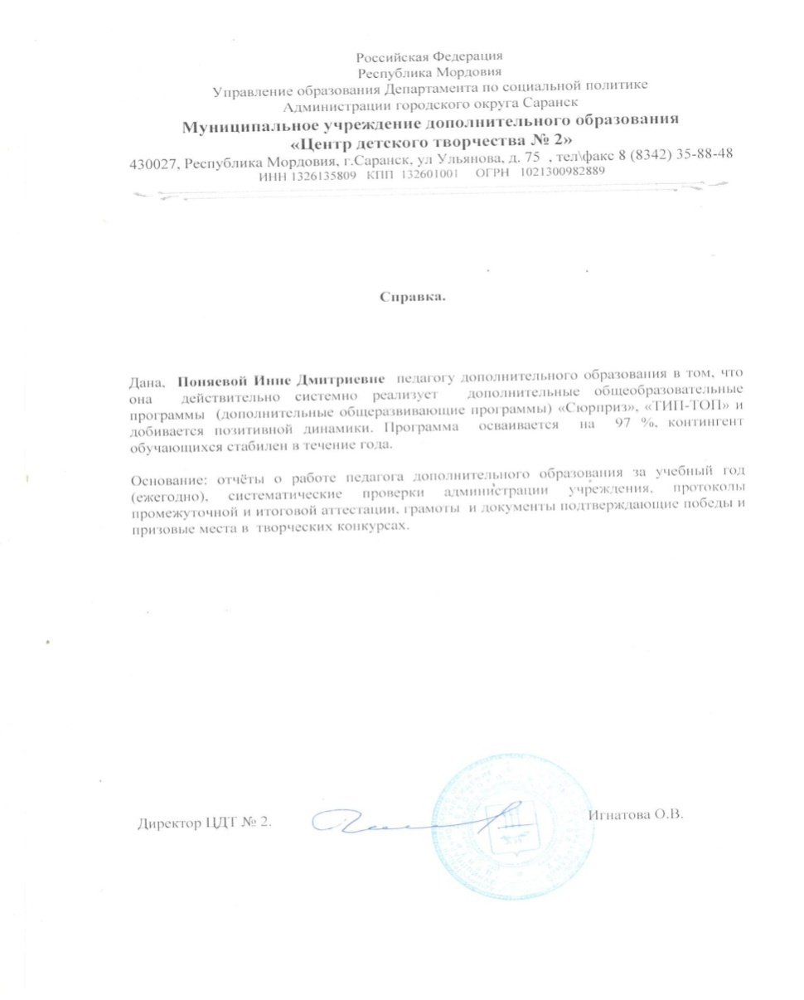 Российская Федерация
Республика Мордовия
Управление образования Департамента по социальной политике
Администрации городского округа Саранск
Муниципальное учреждение дополнительного образования
«Центр детского творчества № 2»
430027, Республика Мордовия, г.Саранск, ул Ульянова, д. 75 , тел\факс 8 (8342) 35-88-48
ИНН 1326135809 КПП 132601001 ОГРН 1021300982889
Справка.
Дана, Поняевой Инне Дмитриевне педагогу дополнительного образования в том, что
она действительно системно реализует дополнительные общеобразовательные
программы (дополнительные общеразвивающие программы) «Сюрприз», «ТИП-ТОП» и
добивается позитивной динамики. Программа осваивается на 97 %, контингент
обучающихся стабилен в течение года.
Основание: отчёты о работе педагога дополнительного образования за учебный год
(ежегодно), систематические проверки администрации учреждения, протоколы
промежуточной и итоговой аттестации, грамоты и документы подтверждающие победы и
призовые места в творческих конкурсах.
Директор ЦДТ № 2. Игнатова О.В.